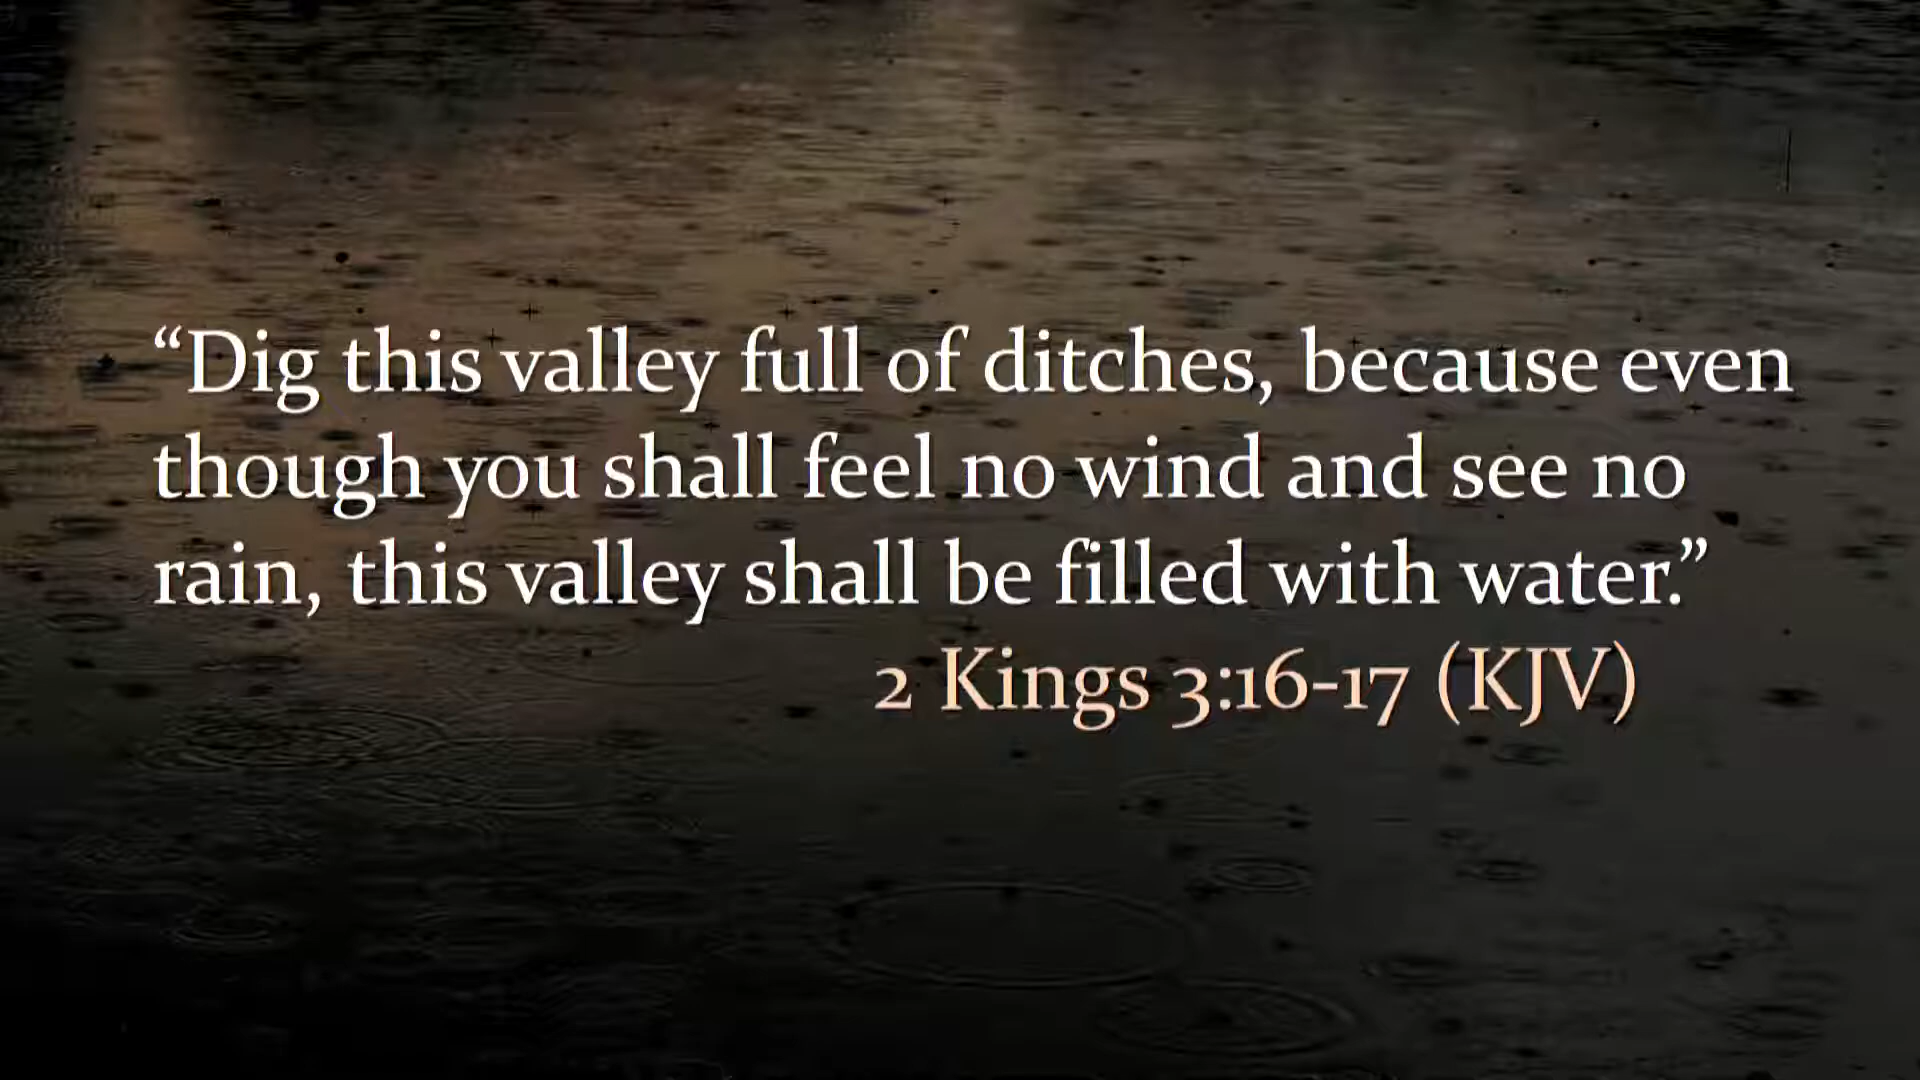 “Dig this valley full of ditches, because even
though you shall feel no wind and see no
rain, this valley shall be filled with water.”
2 Kings 3:16-17 (KJV)